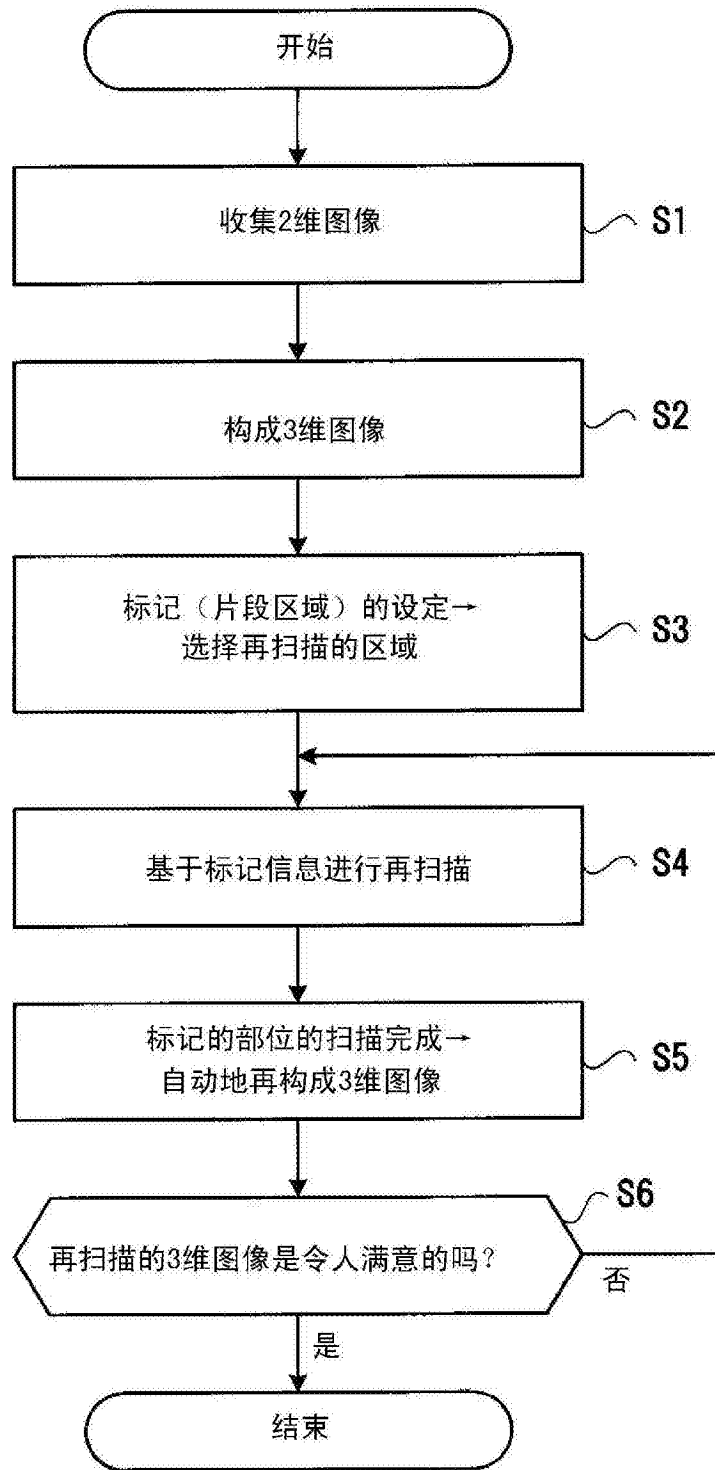 开始
收集2维图像
S1
构成3维图像
S2
标记（片段区域）的设定→
选择再扫描的区域
S3
基于标记信息进行再扫描
S4
标记的部位的扫描完成→
自动地再构成3维图像
S5
S6
再扫描的3维图像是令人满意的吗?
否
是
结束